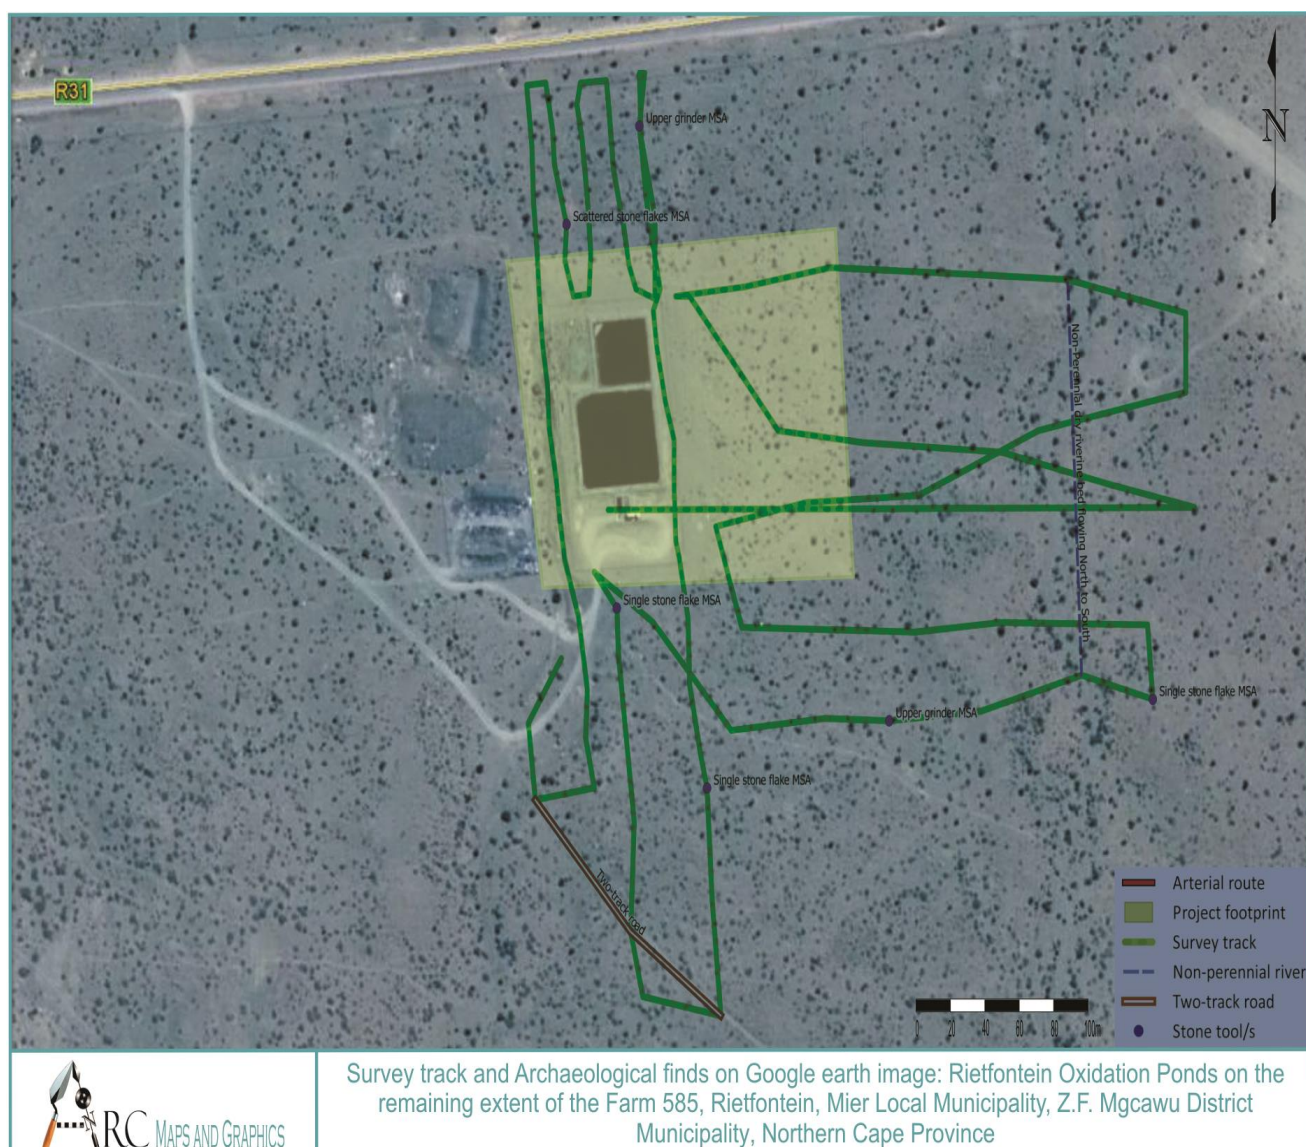 R31
Upper grinder MSA
N
Scattered stone flakes MSA
Non-Perennial dry riverine bed flowing North to South
Single stone flake MSA
Single stone flake MSA
Upper grinder MSA
Single stone flake MSA
Two-track road
Arterial route
Project footprint
Survey track
Non-perennial river
Two-track road
Stone tool/s
0 20 40 60 80 100m
Survey track and Archaeological finds on Google earth image: Rietfontein Oxidation Ponds on the
remaining extent of the Farm 585, Rietfontein, Mier Local Municipality, Z.F. Mgcawu District
Municipality, Northern Cape Province
N
RC MAPS AND GRAPHICS